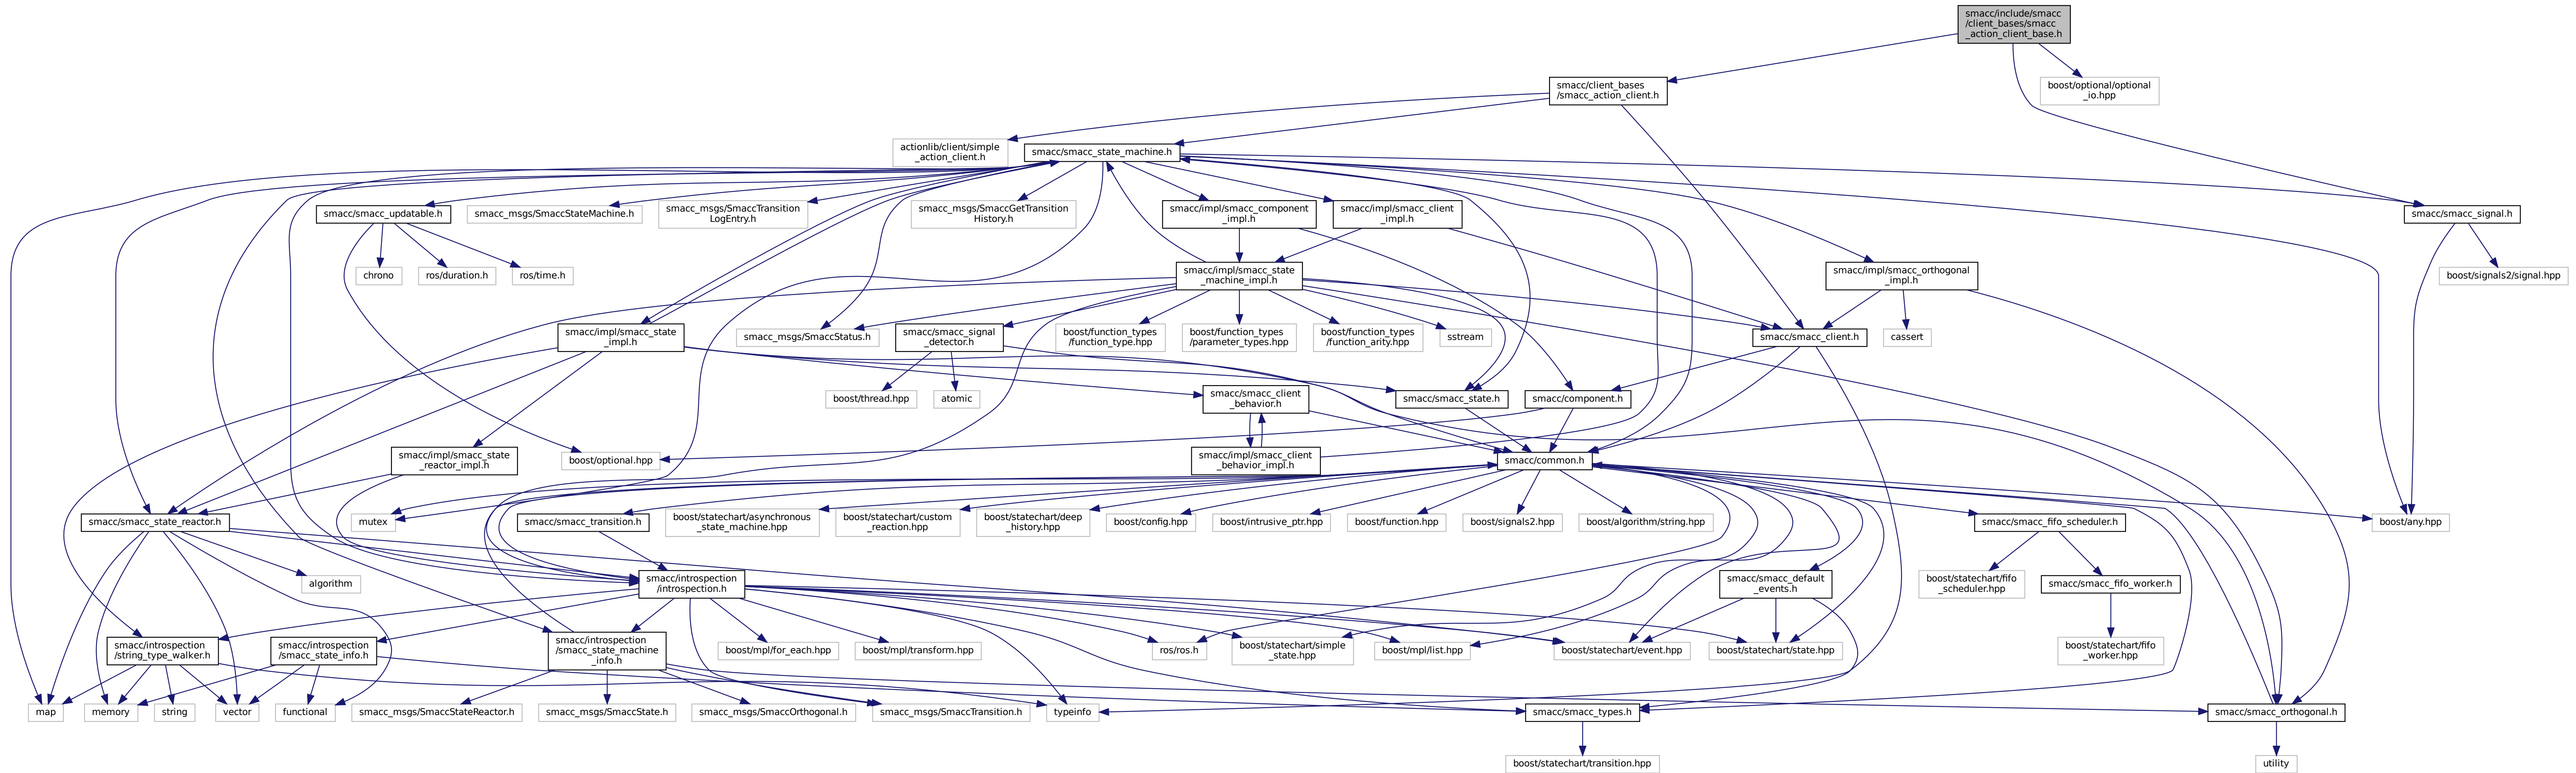 smacc/include/smacc
/client_bases/smacc
_action_client_base.h
smacc/client_bases
/smacc_action_client.h
boost/optional/optional
_io.hpp
actionlib/client/simple
_action_client.h
smacc/smacc_state_machine.h
smacc/smacc_updatable.h
smacc_msgs/SmaccStateMachine.h
smacc_msgs/SmaccTransition
LogEntry.h
smacc_msgs/SmaccGetTransition
History.h
smacc/impl/smacc_component
_impl.h
smacc/impl/smacc_client
_impl.h
smacc/smacc_signal.h
chrono
ros/duration.h
ros/time.h
smacc/impl/smacc_state
_machine_impl.h
smacc/impl/smacc_orthogonal
_impl.h
boost/signals2/signal.hpp
smacc/impl/smacc_state
_impl.h
smacc_msgs/SmaccStatus.h
smacc/smacc_signal
_detector.h
boost/function_types
/function_type.hpp
boost/function_types
/parameter_types.hpp
boost/function_types
/function_arity.hpp
sstream
smacc/smacc_client.h
cassert
boost/thread.hpp
atomic
smacc/smacc_client
_behavior.h
smacc/smacc_state.h
smacc/component.h
smacc/impl/smacc_state
_reactor_impl.h
boost/optional.hpp
smacc/impl/smacc_client
_behavior_impl.h
smacc/common.h
smacc/smacc_state_reactor.h
mutex
smacc/smacc_transition.h
boost/statechart/asynchronous
_state_machine.hpp
boost/statechart/custom
_reaction.hpp
boost/statechart/deep
_history.hpp
boost/config.hpp
boost/intrusive_ptr.hpp
boost/function.hpp
boost/signals2.hpp
boost/algorithm/string.hpp
smacc/smacc_fifo_scheduler.h
boost/any.hpp
algorithm
smacc/introspection
/introspection.h
smacc/smacc_default
_events.h
boost/statechart/fifo
_scheduler.hpp
smacc/smacc_fifo_worker.h
smacc/introspection
/string_type_walker.h
smacc/introspection
/smacc_state_info.h
smacc/introspection
/smacc_state_machine
_info.h
boost/mpl/for_each.hpp
boost/mpl/transform.hpp
ros/ros.h
boost/statechart/simple
_state.hpp
boost/mpl/list.hpp
boost/statechart/event.hpp
boost/statechart/state.hpp
boost/statechart/fifo
_worker.hpp
map
memory
string
vector
functional
smacc_msgs/SmaccStateReactor.h
smacc_msgs/SmaccState.h
smacc_msgs/SmaccOrthogonal.h
smacc_msgs/SmaccTransition.h
typeinfo
smacc/smacc_types.h
smacc/smacc_orthogonal.h
boost/statechart/transition.hpp
utility